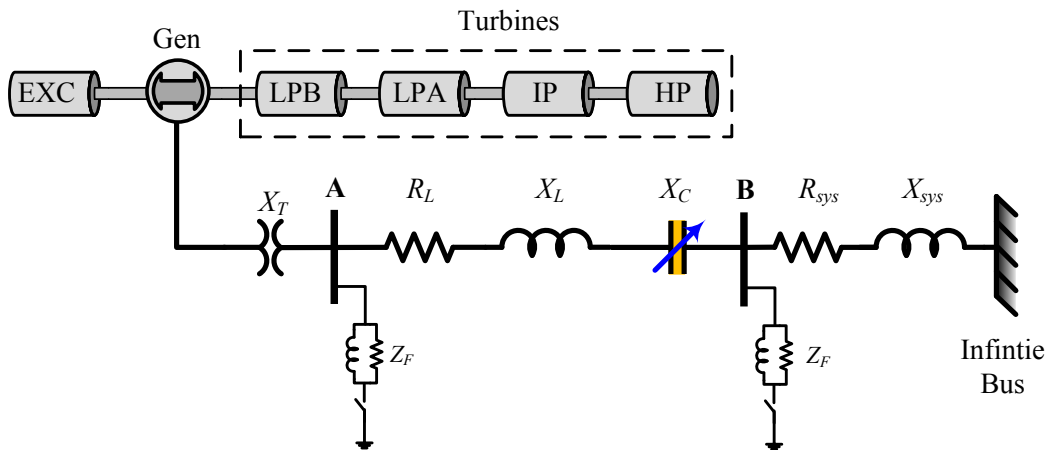 Turbines
Gen
EXC
LPB
LPA
IP
HP
X_T
A
R_L
X_L
X_C
B
R_sys
X_sys
Z_F
Z_F
Infintie
Bus